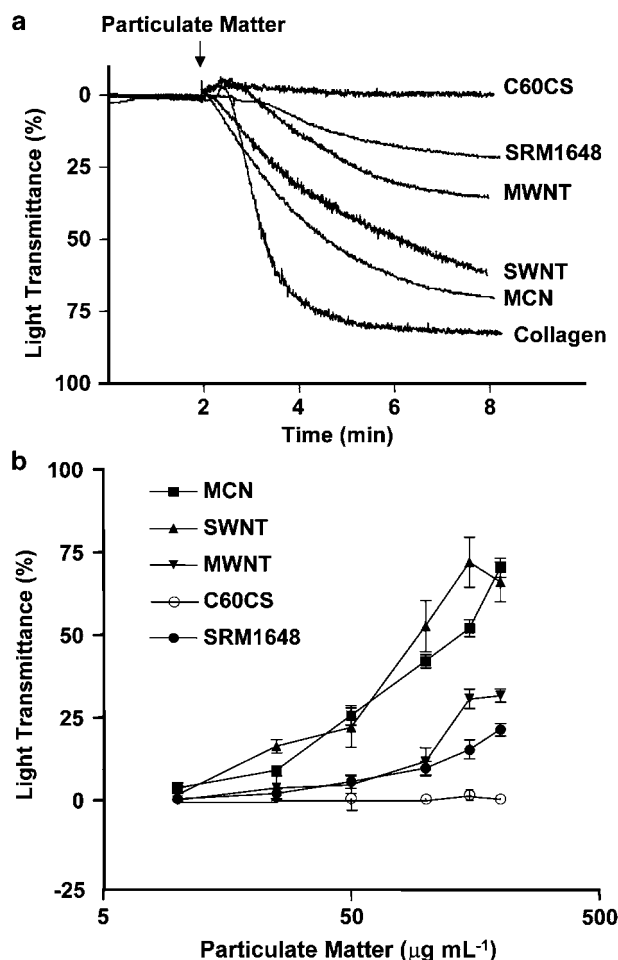 a
Particulate Matter
0
25
50
75
100
Light Transmittance (%)
C60CS
SRM1648
MWNT
SWNT
MCN
Collagen
2
4
6
8
Time (min)
b
100
75
50
25
0
-25
Light Transmittance (%)
MCN
SWNT
MWNT
C60CS
SRM1648
5
50
500
Particulate Matter (μg mL⁻¹)